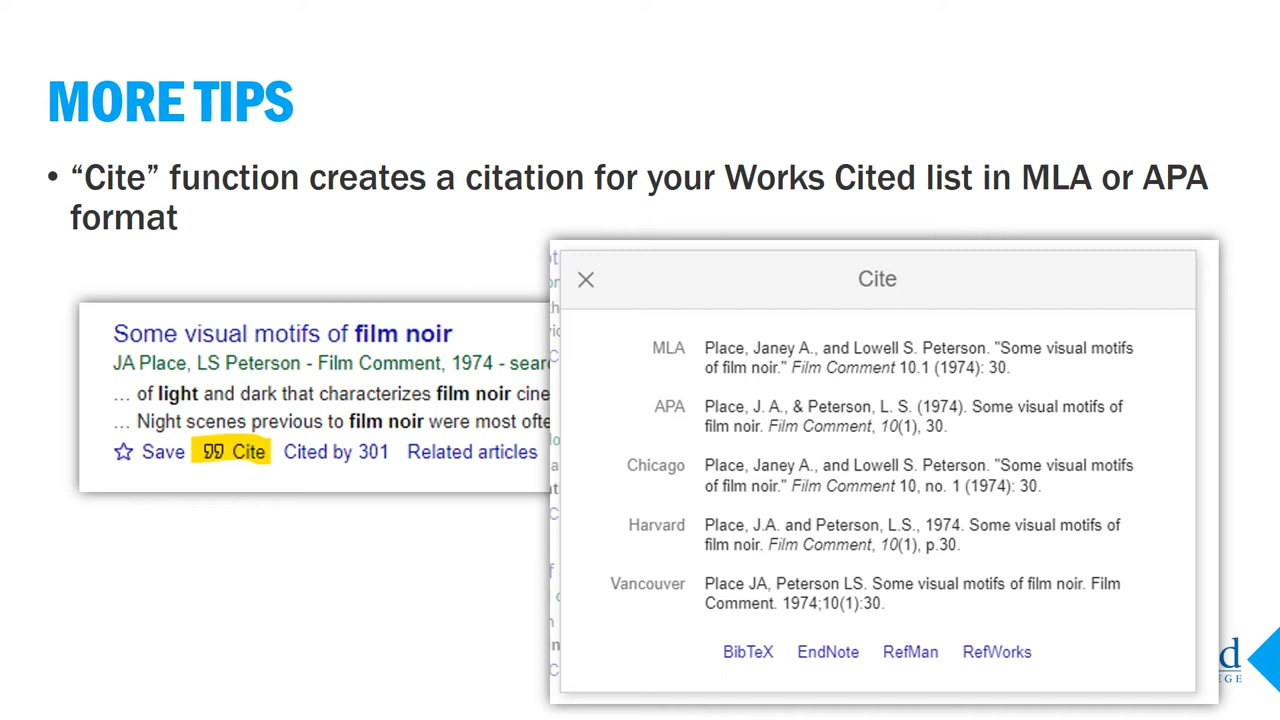 MORE TIPS
• “Cite” function creates a citation for your Works Cited list in MLA or APA
format
Some visual motifs of film noir
JA Place, LS Peterson - Film Comment, 1974 - sear
... of light and dark that characterizes film noir cine
... Night scenes previous to film noir were most ofte
Save Cite Cited by 301 Related articles
Cite
MLA Place, Janey A., and Lowell S. Peterson. "Some visual motifs
of film noir." Film Comment 10.1 (1974): 30.
APA Place, J. A., & Peterson, L. S. (1974). Some visual motifs of
film noir. Film Comment, 10(1), 30.
Chicago Place, Janey A., and Lowell S. Peterson. "Some visual motifs
of film noir." Film Comment 10, no. 1 (1974): 30.
Harvard Place, J.A. and Peterson, L.S., 1974. Some visual motifs of
film noir. Film Comment, 10(1), p.30.
Vancouver Place JA, Peterson LS. Some visual motifs of film noir. Film
Comment. 1974;10(1):30.
BibTeX EndNote RefMan RefWorks